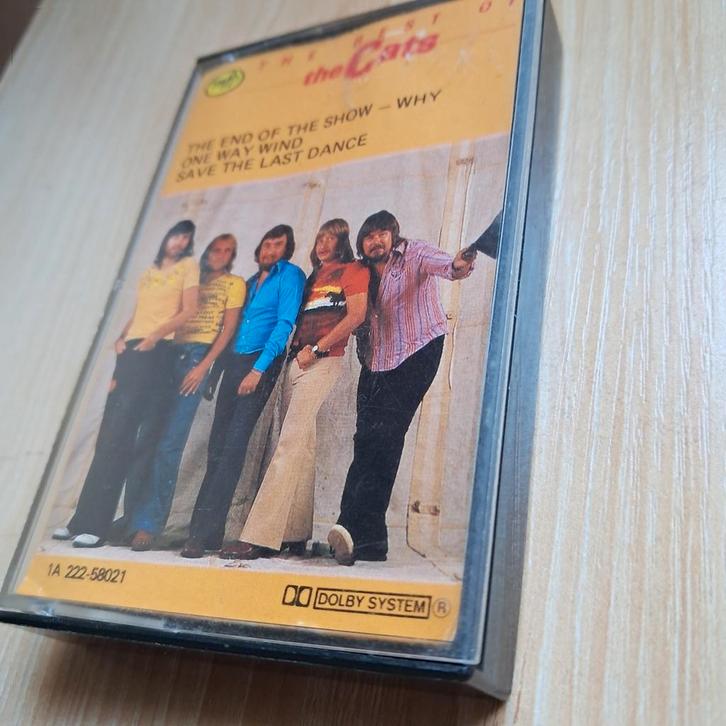 THE BEST OF
the Cats
THE END OF THE SHOW – WHY
ONE WAY WIND
SAVE THE LAST DANCE
1A 222-58021
DOLBY SYSTEM ®